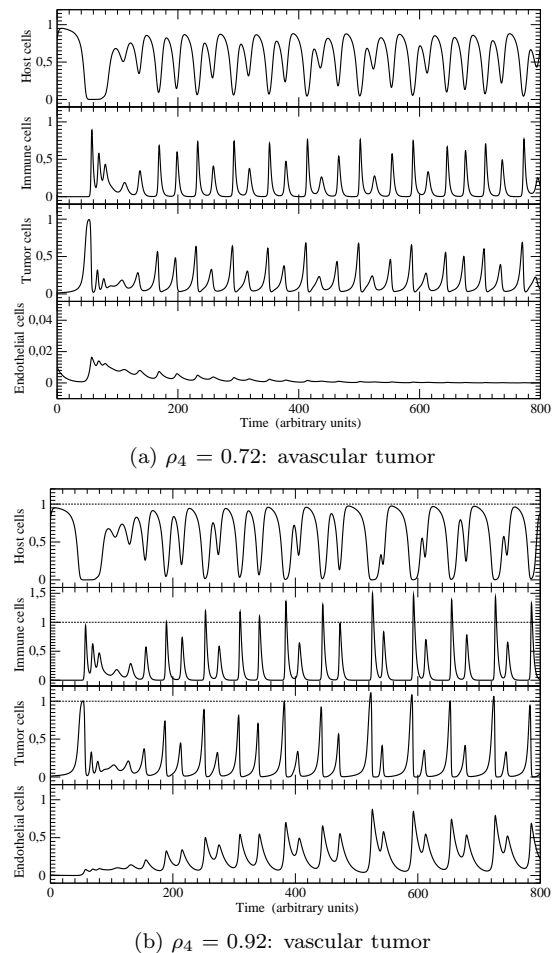 1
0,5
0
Host cells
1
0,5
0
Immune cells
1
0,5
0
Tumor cells
0.04
0.02
0
Endothelial cells
0 200 400 600 800
Time (arbitrary units)
(a) ρ₄ = 0.72: avascular tumor
1
0,5
0
Host cells
1,5
1
0,5
0
Immune cells
1
0,5
0
Tumor cells
1
0,5
0
Endothelial cells
0 200 400 600 800
Time (arbitrary units)
(b) ρ₄ = 0.92: vascular tumor